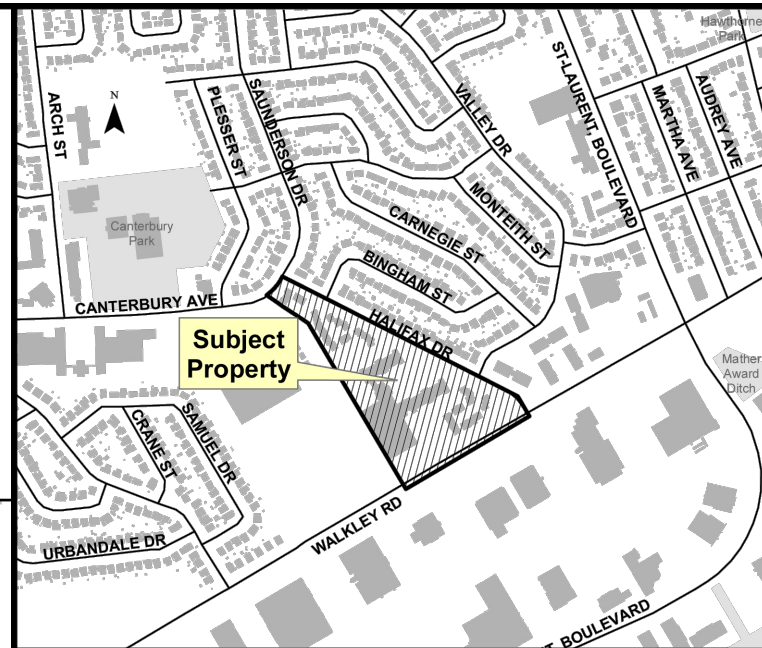 Hawthorne
Park
ARCH ST
N
PLESSER ST
SAUNDERSON DR
VALLEY DR
ST-LAURENT, BOULEVARD
MARTHA AVE
AUDREY AVE
Canterbury
Park
CARNEGIE ST
MONTEITH ST
BINGHAM ST
CANTERBURY AVE
HALIFAX DR
Subject
Property
Mather
Award
Ditch
CRANE ST
SAMUEL DR
URBANDALE DR
WALKLEY RD
T, BOULEVARD